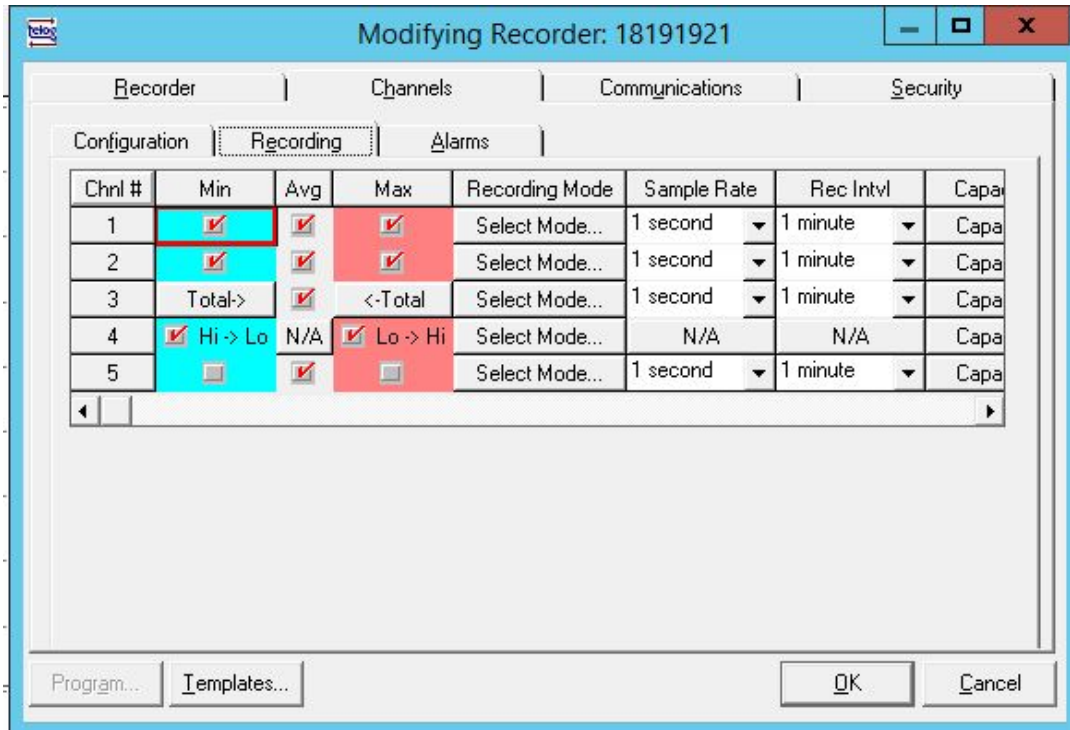 telog Modifying Recorder: 18191921
Recorder Channels Communications Security
Configuration Recording Alarms
Chnl # Min Avg Max Recording Mode Sample Rate Rec Intvl Capa
1 Select Mode... 1 second 1 minute Capa
2 Select Mode... 1 second 1 minute Capa
3 Total-> <-Total Select Mode... 1 second 1 minute Capa
4 Hi -> Lo N/A Lo -> Hi Select Mode... N/A N/A Capa
5 Select Mode... 1 second 1 minute Capa
Program... Templates... OK Cancel